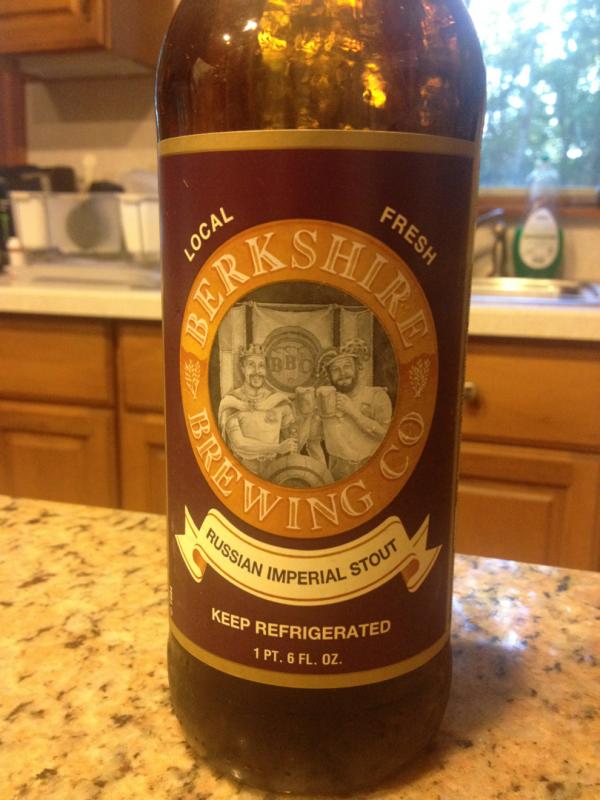 LOCAL
FRESH
BERKSHIRE
BBC
BREWING CO
RUSSIAN IMPERIAL STOUT
KEEP REFRIGERATED
1 PT. 6 FL. OZ.